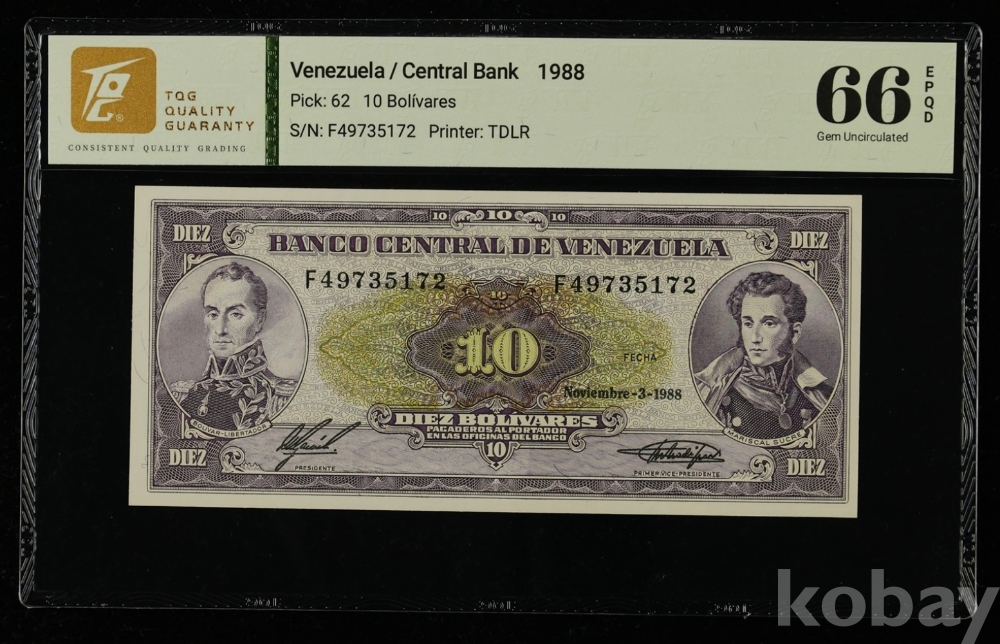 TQG
QUALITY
GUARANTY
CONSISTENT QUALITY GRADING
Venezuela / Central Bank 1988
Pick: 62 10 Bolívares
S/N: F49735172 Printer: TDLR
66
EPQD
Gem Uncirculated
10 10 10
DIEZ DIEZ
BANCO CENTRAL DE VENEZUELA
F49735172 F49735172
10
10
FECHA
Noviembre-3-1988
BOLIVAR-LIBERTADOR
MARISCAL SUCRE
DIEZ BOLÍVARES
PAGADEROS AL PORTADOR
EN LAS OFICINAS DEL BANCO
DIEZ 10 DIEZ
PRESIDENTE
PRIMER VICE-PRESIDENTE
kobay